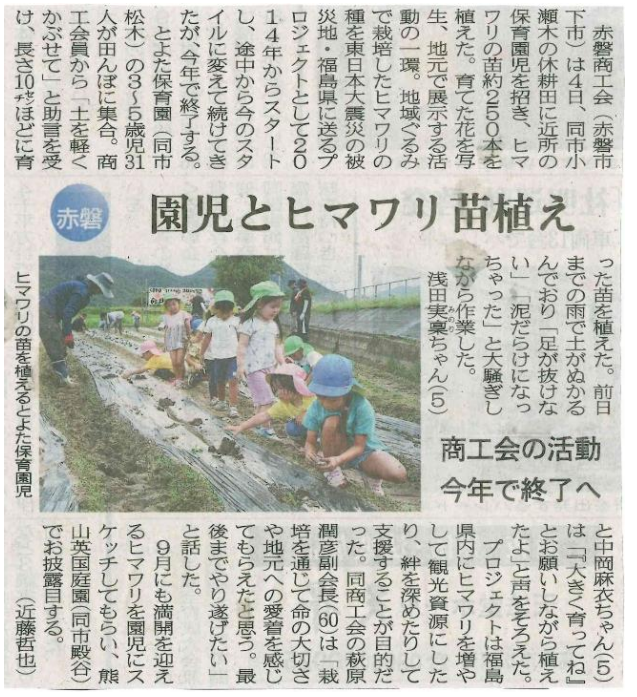 赤磐
園児とヒマワリ苗植え
商工会の活動
今年で終了へ
赤磐商工会（赤磐市
下市）は４日、同市小
瀬木の休耕田に近所の
保育園児を招き、ヒマ
ワリの苗約２５０本を
植えた。育てた花を写
生、地元で展示する活
動の一環。地域ぐるみ
で栽培したヒマワリの
種を東日本大震災の被
災地・福島県に送るプ
ロジェクトとして２０
１４年からスタート
し、途中から今のスタ
イルに変えて続けてき
たが、今年で終了する。
とよた保育園（同市
松木）の３～５歳児31
人が田んぼに集合。商
工会員から「土を軽く
かぶせて」と助言を受
け、長さ10㌢ほどに育
った苗を植えた。前日
までの雨で土がぬかる
んでおり「足が抜けな
い」「泥だらけになっ
ちゃった」と大騒ぎし
ながら作業した。
浅田実稟ちゃん（５）
みのり
と中岡麻衣ちゃん（５）
は「『大きく育ってね』
とお願いしながら植え
たよ」と声をそろえた。
プロジェクトは福島
県内にヒマワリを増や
して観光資源にした
り、絆を深めたりして
支援することが目的だ
った。同商工会の萩原
潤彦副会長（60）は「栽
培を通じて命の大切さ
や地元への愛着を感じ
てもらえたと思う。最
後までやり遂げたい」
と話した。
９月にも満開を迎え
るヒマワリを園児にス
ケッチしてもらい、熊
山英国庭園（同市殿谷）
でお披露目する。
（近藤哲也）
ヒマワリの苗を植えるとよた保育園児